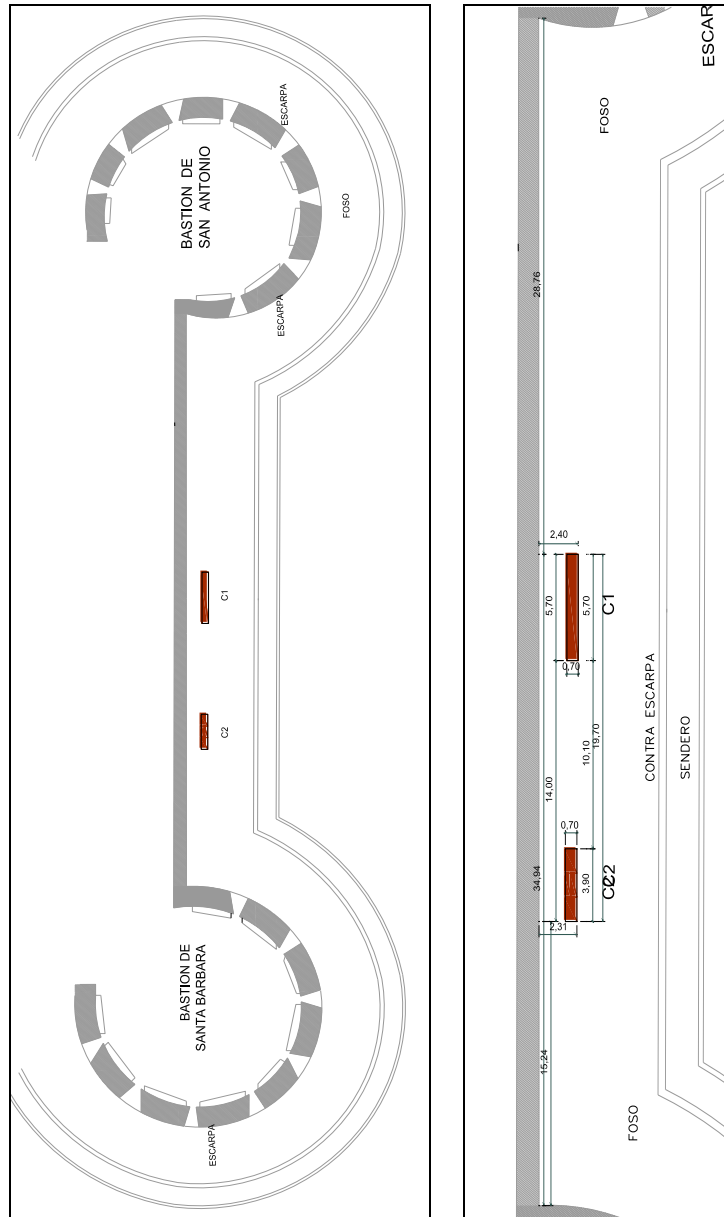 ESCARPA
BASTION DE
SAN ANTONIO
FOSO
ESCARPA
C1
C2
BASTION DE
SANTA BARBARA
ESCARPA
ESCAR
FOSO
28,76
2,40
5,70
5,70
C1
0,70
CONTRA ESCARPA
SENDERO
10,10
19,70
14,00
0,70
34,94
3,90
2,31
15,24
FOSO